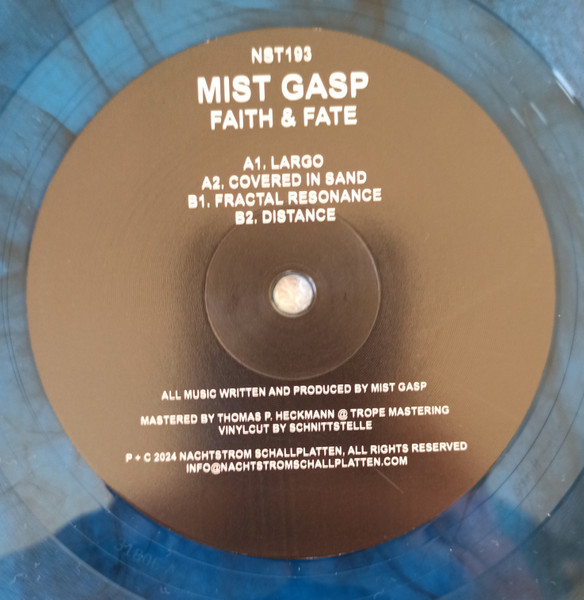 NST193
MIST GASP
FAITH & FATE
A1. LARGO
A2. COVERED IN SAND
B1. FRACTAL RESONANCE
B2. DISTANCE
ALL MUSIC WRITTEN AND PRODUCED BY MIST GASP
MASTERED BY THOMAS P. HECKMANN @ TROPE MASTERING
VINYLCUT BY SCHNITTSTELLE
P + C 2024 NACHTSTROM SCHALLPLATTEN, ALL RIGHTS RESERVED
INFO@NACHTSTROMSCHALLPLATTEN.COM